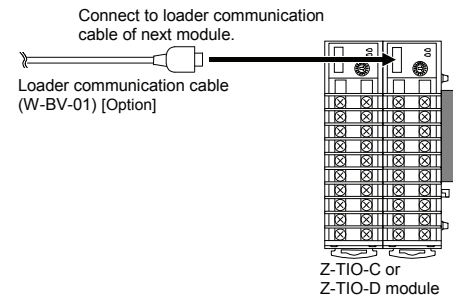 Connect to loader communication
cable of next module.
Loader communication cable
(W-BV-01) [Option]
Z-TIO-C or
Z-TIO-D module